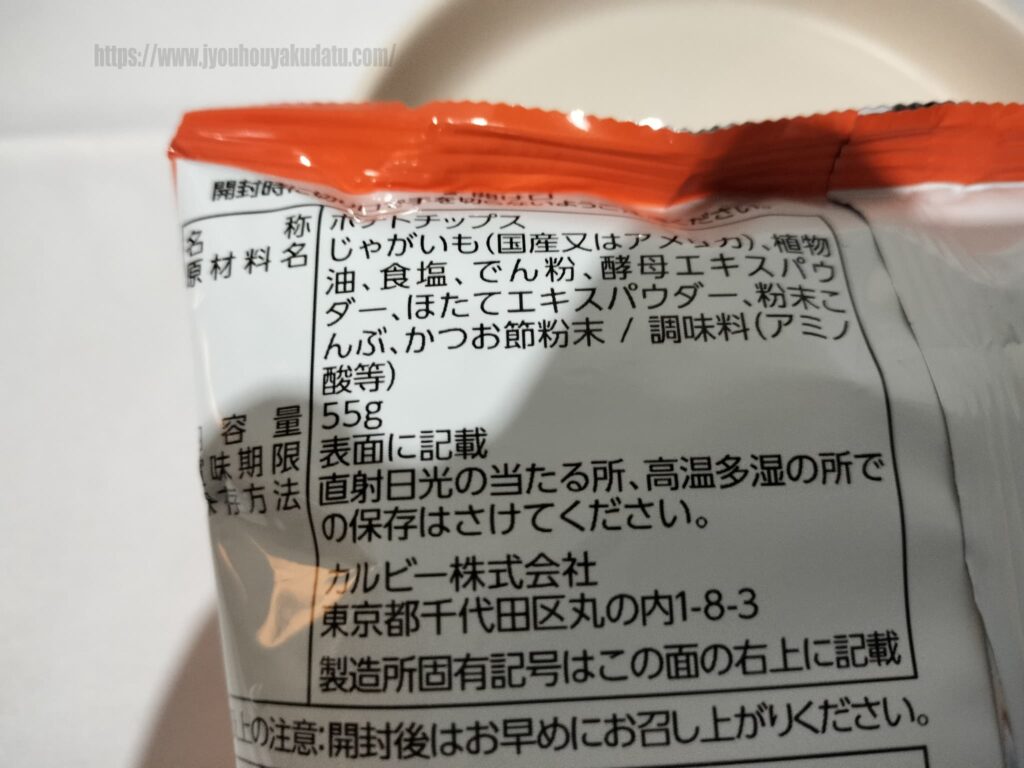 https://www.jyouhouyakudatu.com/
開封時に
名称 ポテトチップス
原材料名 じゃがいも(国産又はアメリカ)、植物
油、食塩、でん粉、酵母エキスパウ
ダー、ほたてエキスパウダー、粉末こ
んぶ、かつお節粉末 / 調味料(アミノ
酸等)
容量 55g
味期限 表面に記載
保存方法 直射日光の当たる所、高温多湿の所で
の保存はさけてください。
カルビー株式会社
東京都千代田区丸の内1-8-3
製造所固有記号はこの面の右上に記載
上の注意:開封後はお早めにお召し上がりください。